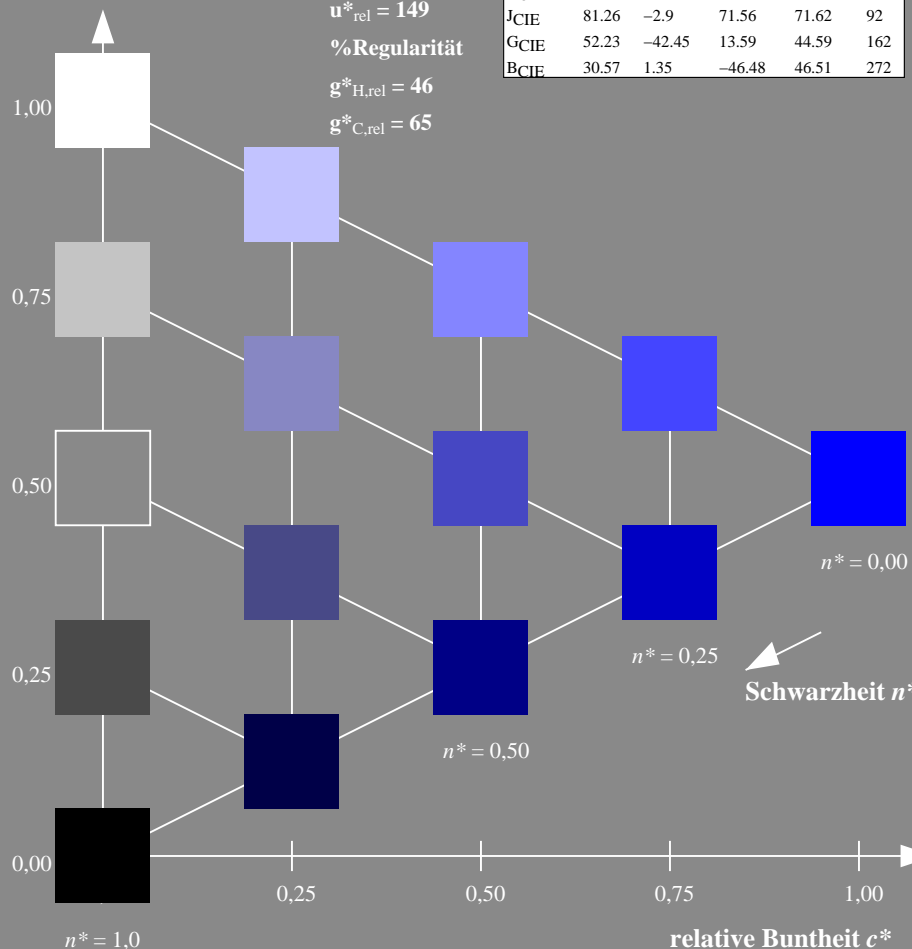 u*rel = 149
%Regularität
g*H,rel = 46
g*C,rel = 65
JCIE 81.26 −2.9 71.56 71.62 92
GCIE 52.23 −42.45 13.59 44.59 162
BCIE 30.57 1.35 −46.48 46.51 272
1,00
0,75
0,50
0,25
0,00
n* = 0,00
n* = 0,25
Schwarzheit n*
n* = 0,50
0,25 0,50 0,75 1,00
n* = 1,0
relative Buntheit c*